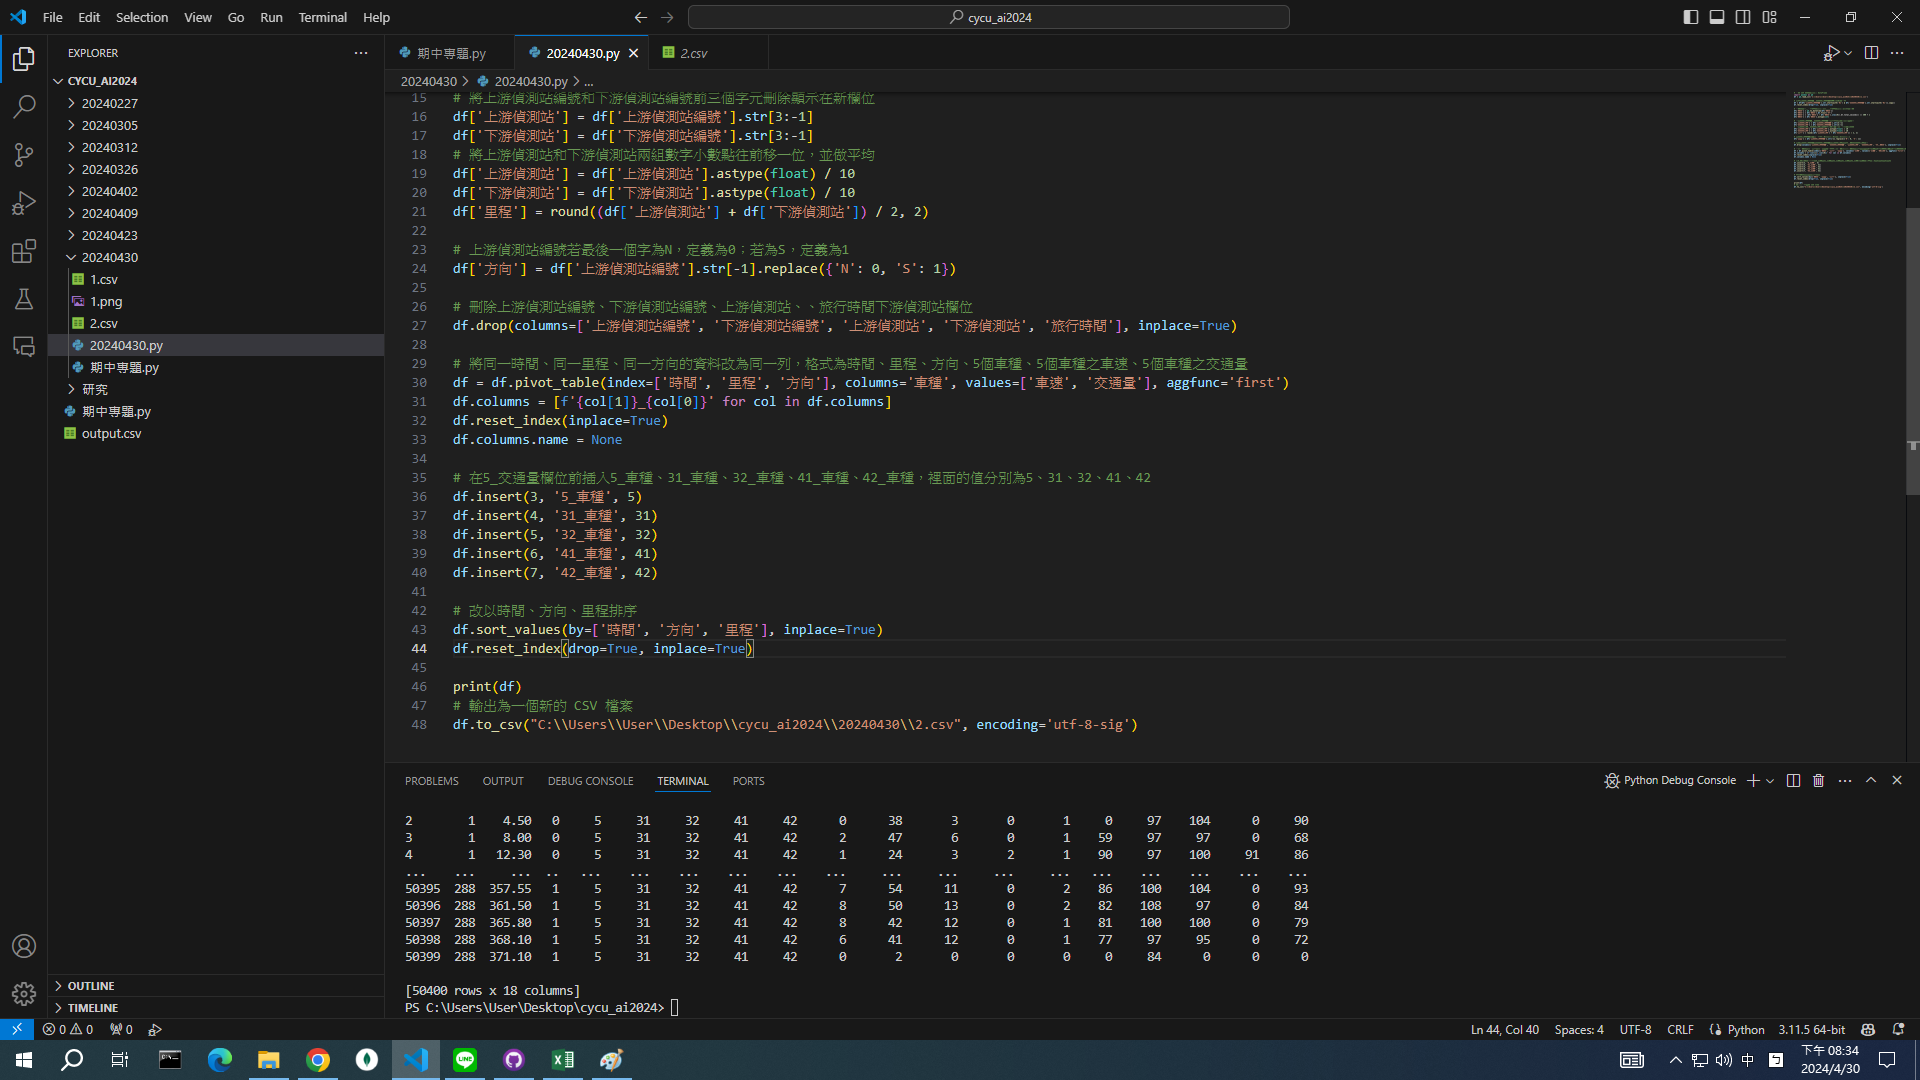 File Edit Selection View Go Run Terminal Help
cycu_ai2024
EXPLORER
CYCU_AI2024
20240227
20240305
20240312
20240326
20240402
20240409
20240423
20240430
1.csv
1.png
2.csv
20240430.py
期中專題.py
研究
期中專題.py
output.csv
OUTLINE
TIMELINE
期中專題.py 20240430.py 2.csv
20240430 > 20240430.py > ...
15 # 將上游偵測站編號和下游偵測站編號前三個字元刪除顯示在新欄位
16 df['上游偵測站'] = df['上游偵測站編號'].str[3:-1]
17 df['下游偵測站'] = df['下游偵測站編號'].str[3:-1]
18 # 將上游偵測站和下游偵測站兩組數字小數點往前移一位，並做平均
19 df['上游偵測站'] = df['上游偵測站'].astype(float) / 10
20 df['下游偵測站'] = df['下游偵測站'].astype(float) / 10
21 df['里程'] = round((df['上游偵測站'] + df['下游偵測站']) / 2, 2)
22
23 # 上游偵測站編號若最後一個字為N，定義為0；若為S，定義為1
24 df['方向'] = df['上游偵測站編號'].str[-1].replace({'N': 0, 'S': 1})
25
26 # 刪除上游偵測站編號、下游偵測站編號、上游偵測站、、旅行時間下游偵測站欄位
27 df.drop(columns=['上游偵測站編號', '下游偵測站編號', '上游偵測站', '下游偵測站', '旅行時間'], inplace=True)
28
29 # 將同一時間、同一里程、同一方向的資料改為同一列，格式為時間、里程、方向、5個車種、5個車種之車速、5個車種之交通量
30 df = df.pivot_table(index=['時間', '里程', '方向'], columns='車種', values=['車速', '交通量'], aggfunc='first')
31 df.columns = [f'{col[1]}_{col[0]}' for col in df.columns]
32 df.reset_index(inplace=True)
33 df.columns.name = None
34
35 # 在5_交通量欄位前插入5_車種、31_車種、32_車種、41_車種、42_車種，裡面的值分別為5、31、32、41、42
36 df.insert(3, '5_車種', 5)
37 df.insert(4, '31_車種', 31)
38 df.insert(5, '32_車種', 32)
39 df.insert(6, '41_車種', 41)
40 df.insert(7, '42_車種', 42)
41
42 # 改以時間、方向、里程排序
43 df.sort_values(by=['時間', '方向', '里程'], inplace=True)
44 df.reset_index(drop=True, inplace=True)
45
46 print(df)
47 # 輸出為一個新的 CSV 檔案
48 df.to_csv("C:\\Users\\User\\Desktop\\cycu_ai2024\\20240430\\2.csv", encoding='utf-8-sig')
PROBLEMS OUTPUT DEBUG CONSOLE TERMINAL PORTS
Python Debug Console
2 1 4.50 0 5 31 32 41 42 0 38 3 0 1 0 97 104 0 90
3 1 8.00 0 5 31 32 41 42 2 47 6 0 1 59 97 97 0 68
4 1 12.30 0 5 31 32 41 42 1 24 3 2 1 90 97 100 91 86
... ... ... .. ... ... ... ... ... ... ... ... ... ... ... ... ... ... ...
50395 288 357.55 1 5 31 32 41 42 7 54 11 0 2 86 100 104 0 93
50396 288 361.50 1 5 31 32 41 42 8 50 13 0 2 82 108 97 0 84
50397 288 365.80 1 5 31 32 41 42 8 42 12 0 1 81 100 100 0 79
50398 288 368.10 1 5 31 32 41 42 6 41 12 0 1 77 97 95 0 72
50399 288 371.10 1 5 31 32 41 42 0 2 0 0 0 0 84 0 0 0
[50400 rows x 18 columns]
PS C:\Users\User\Desktop\cycu_ai2024>
0 0 0
Ln 44, Col 40 Spaces: 4 UTF-8 CRLF Python 3.11.5 64-bit
LINE
中
下午 08:34
2024/4/30